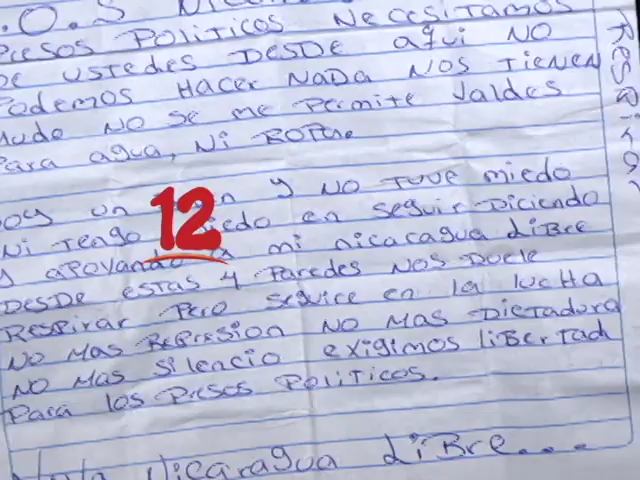 .O.S
Presos Politicos Necesitamos
De ustedes Desde aqui No
Podemos Hacer Nada Nos Tienen
Mudo No se me Permite Valdes
Para agua, Ni ROPA.
Soy un y NO TUVE miedo
Ni Tengo miedo en seguir Diciendo
y apoyando a mi nicaragua LiBre
Desde estas 4 Paredes Nos Duele
Respirar Pero Seguire en la lucha
No Mas Represion No Mas Dictadora
NO Mas Silencio exigimos liBertad
Para los Presos Politicos.
Nicaragua LiBre...
12